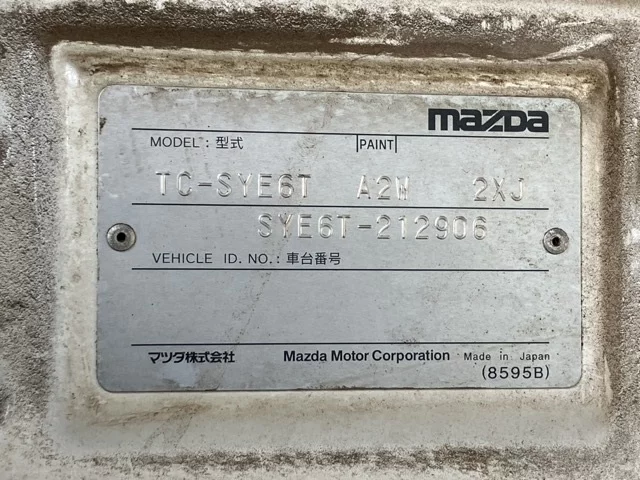 mazda
MODEL : 型式 PAINT
TC-SYE6T A2W 2XJ
SYE6T-212906
VEHICLE ID. NO. : 車台番号
マツダ株式会社 Mazda Motor Corporation Made in Japan
(8595B)